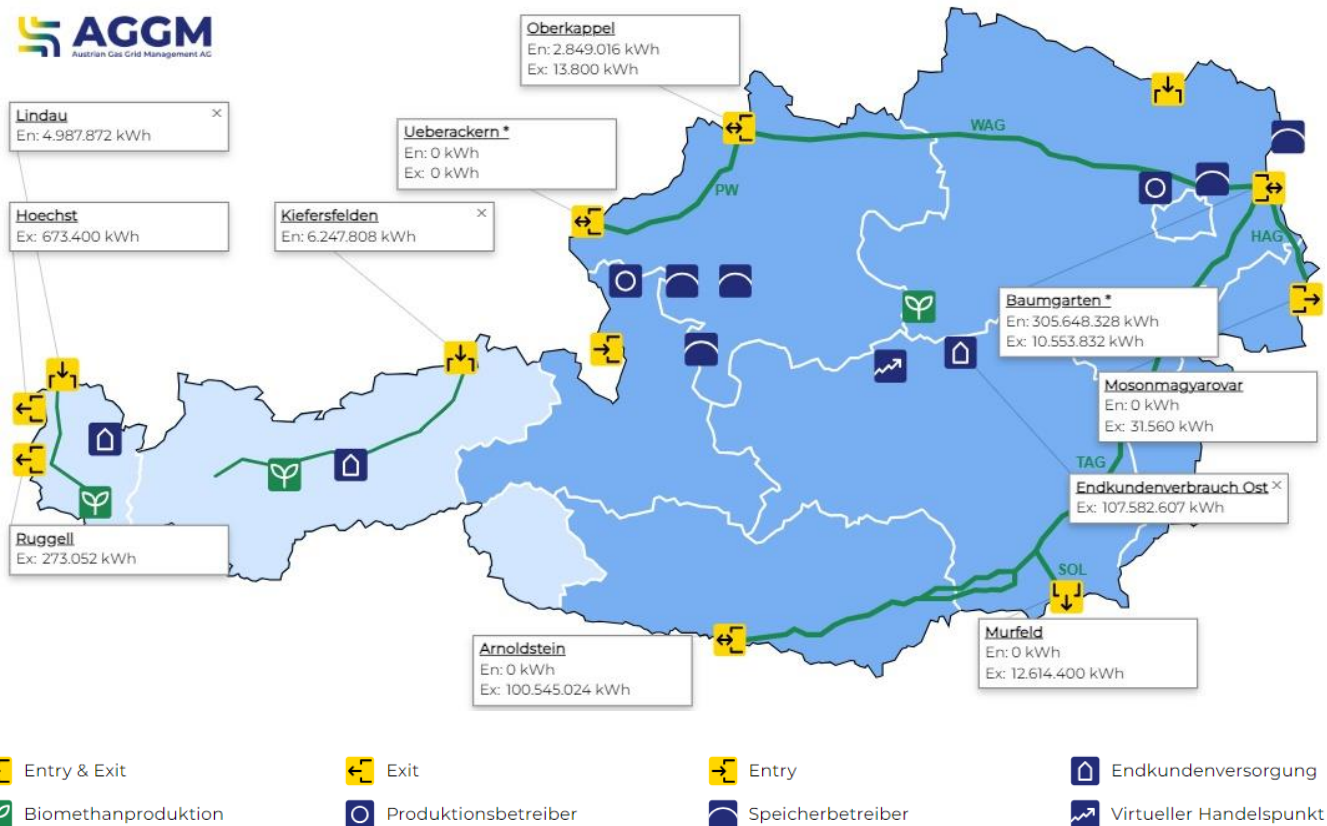 AGGM
Austrian Gas Grid Management AG
Oberkappel
En: 2.849.016 kWh
Ex: 13.800 kWh
Lindau
En: 4.987.872 kWh
Ueberackern *
En: 0 kWh
Ex: 0 kWh
WAG
PW
Hoechst
Ex: 673.400 kWh
Kiefersfelden
En: 6.247.808 kWh
HAG
Baumgarten *
En: 305.648.328 kWh
Ex: 10.553.832 kWh
Mosonmagyarovar
En: 0 kWh
Ex: 31.560 kWh
TAG
Endkundenverbrauch Ost
Ex: 107.582.607 kWh
Ruggell
Ex: 273.052 kWh
SOL
Arnoldstein
En: 0 kWh
Ex: 100.545.024 kWh
Murfeld
En: 0 kWh
Ex: 12.614.400 kWh
Entry & Exit
Exit
Entry
Endkundenversorgung
Biomethanproduktion
Produktionsbetreiber
Speicherbetreiber
Virtueller Handelspunkt